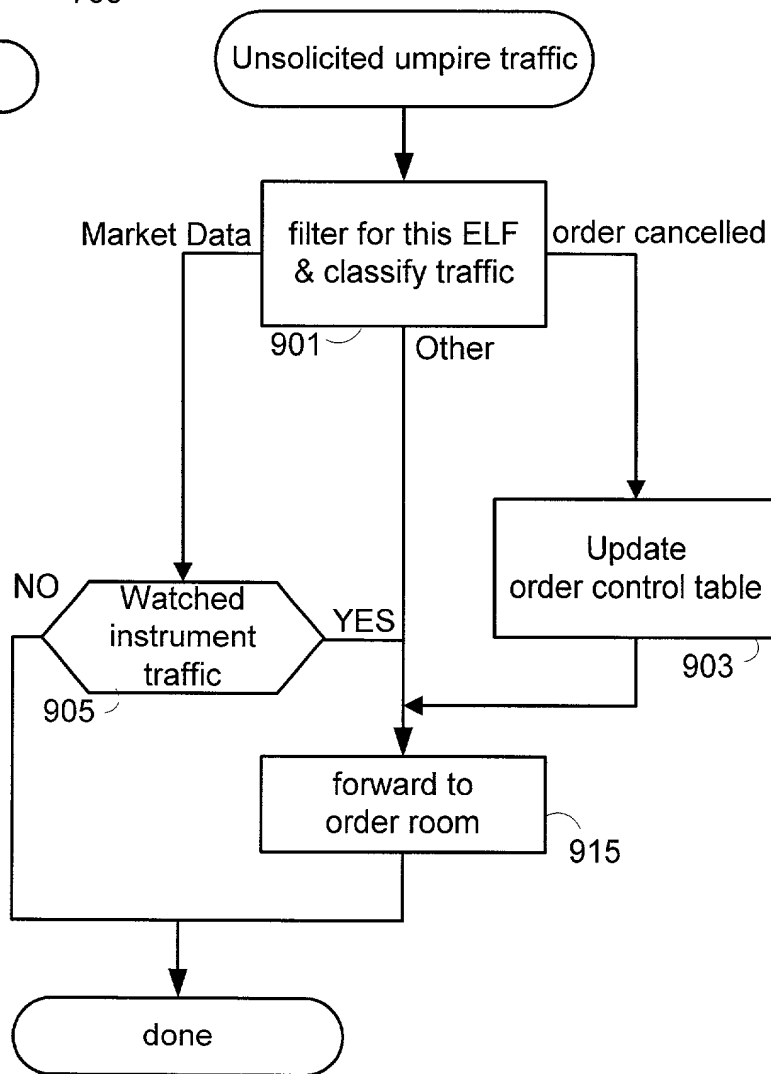 Unsolicited umpire traffic
Market Data
filter for this ELF
& classify traffic
order cancelled
901
Other
Update
order control table
903
NO
Watched
instrument
traffic
YES
905
forward to
order room
915
done